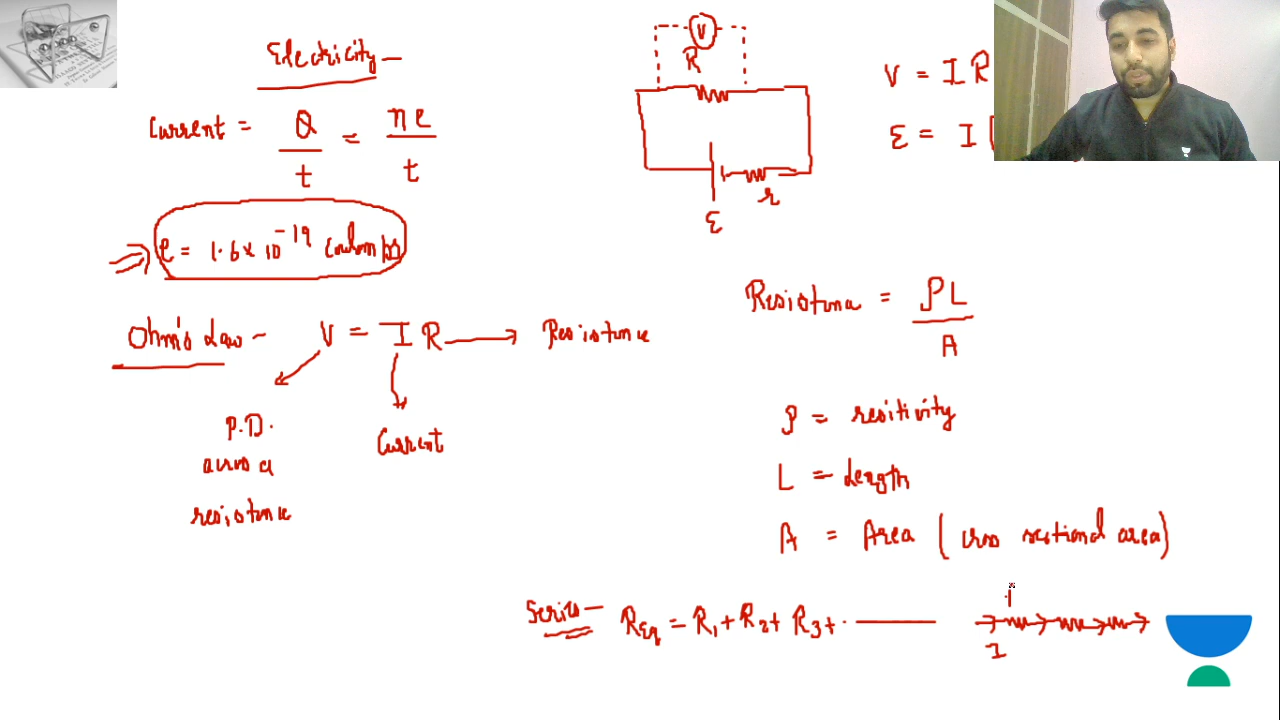 Electricity -
Current = Q/t = ne/t
e = 1.6 × 10^-19 Coulombs
Ohm's Law - V = I R → Resistance
P.D.
across a
resistance
Current
V
R
r
ε
V = I R
ε = I (
Resistance = ρL/A
ρ = resitivity
L = Length
A = Area (cross sectional area)
Series - R_Eq = R1 + R2 + R3 + . ——
I